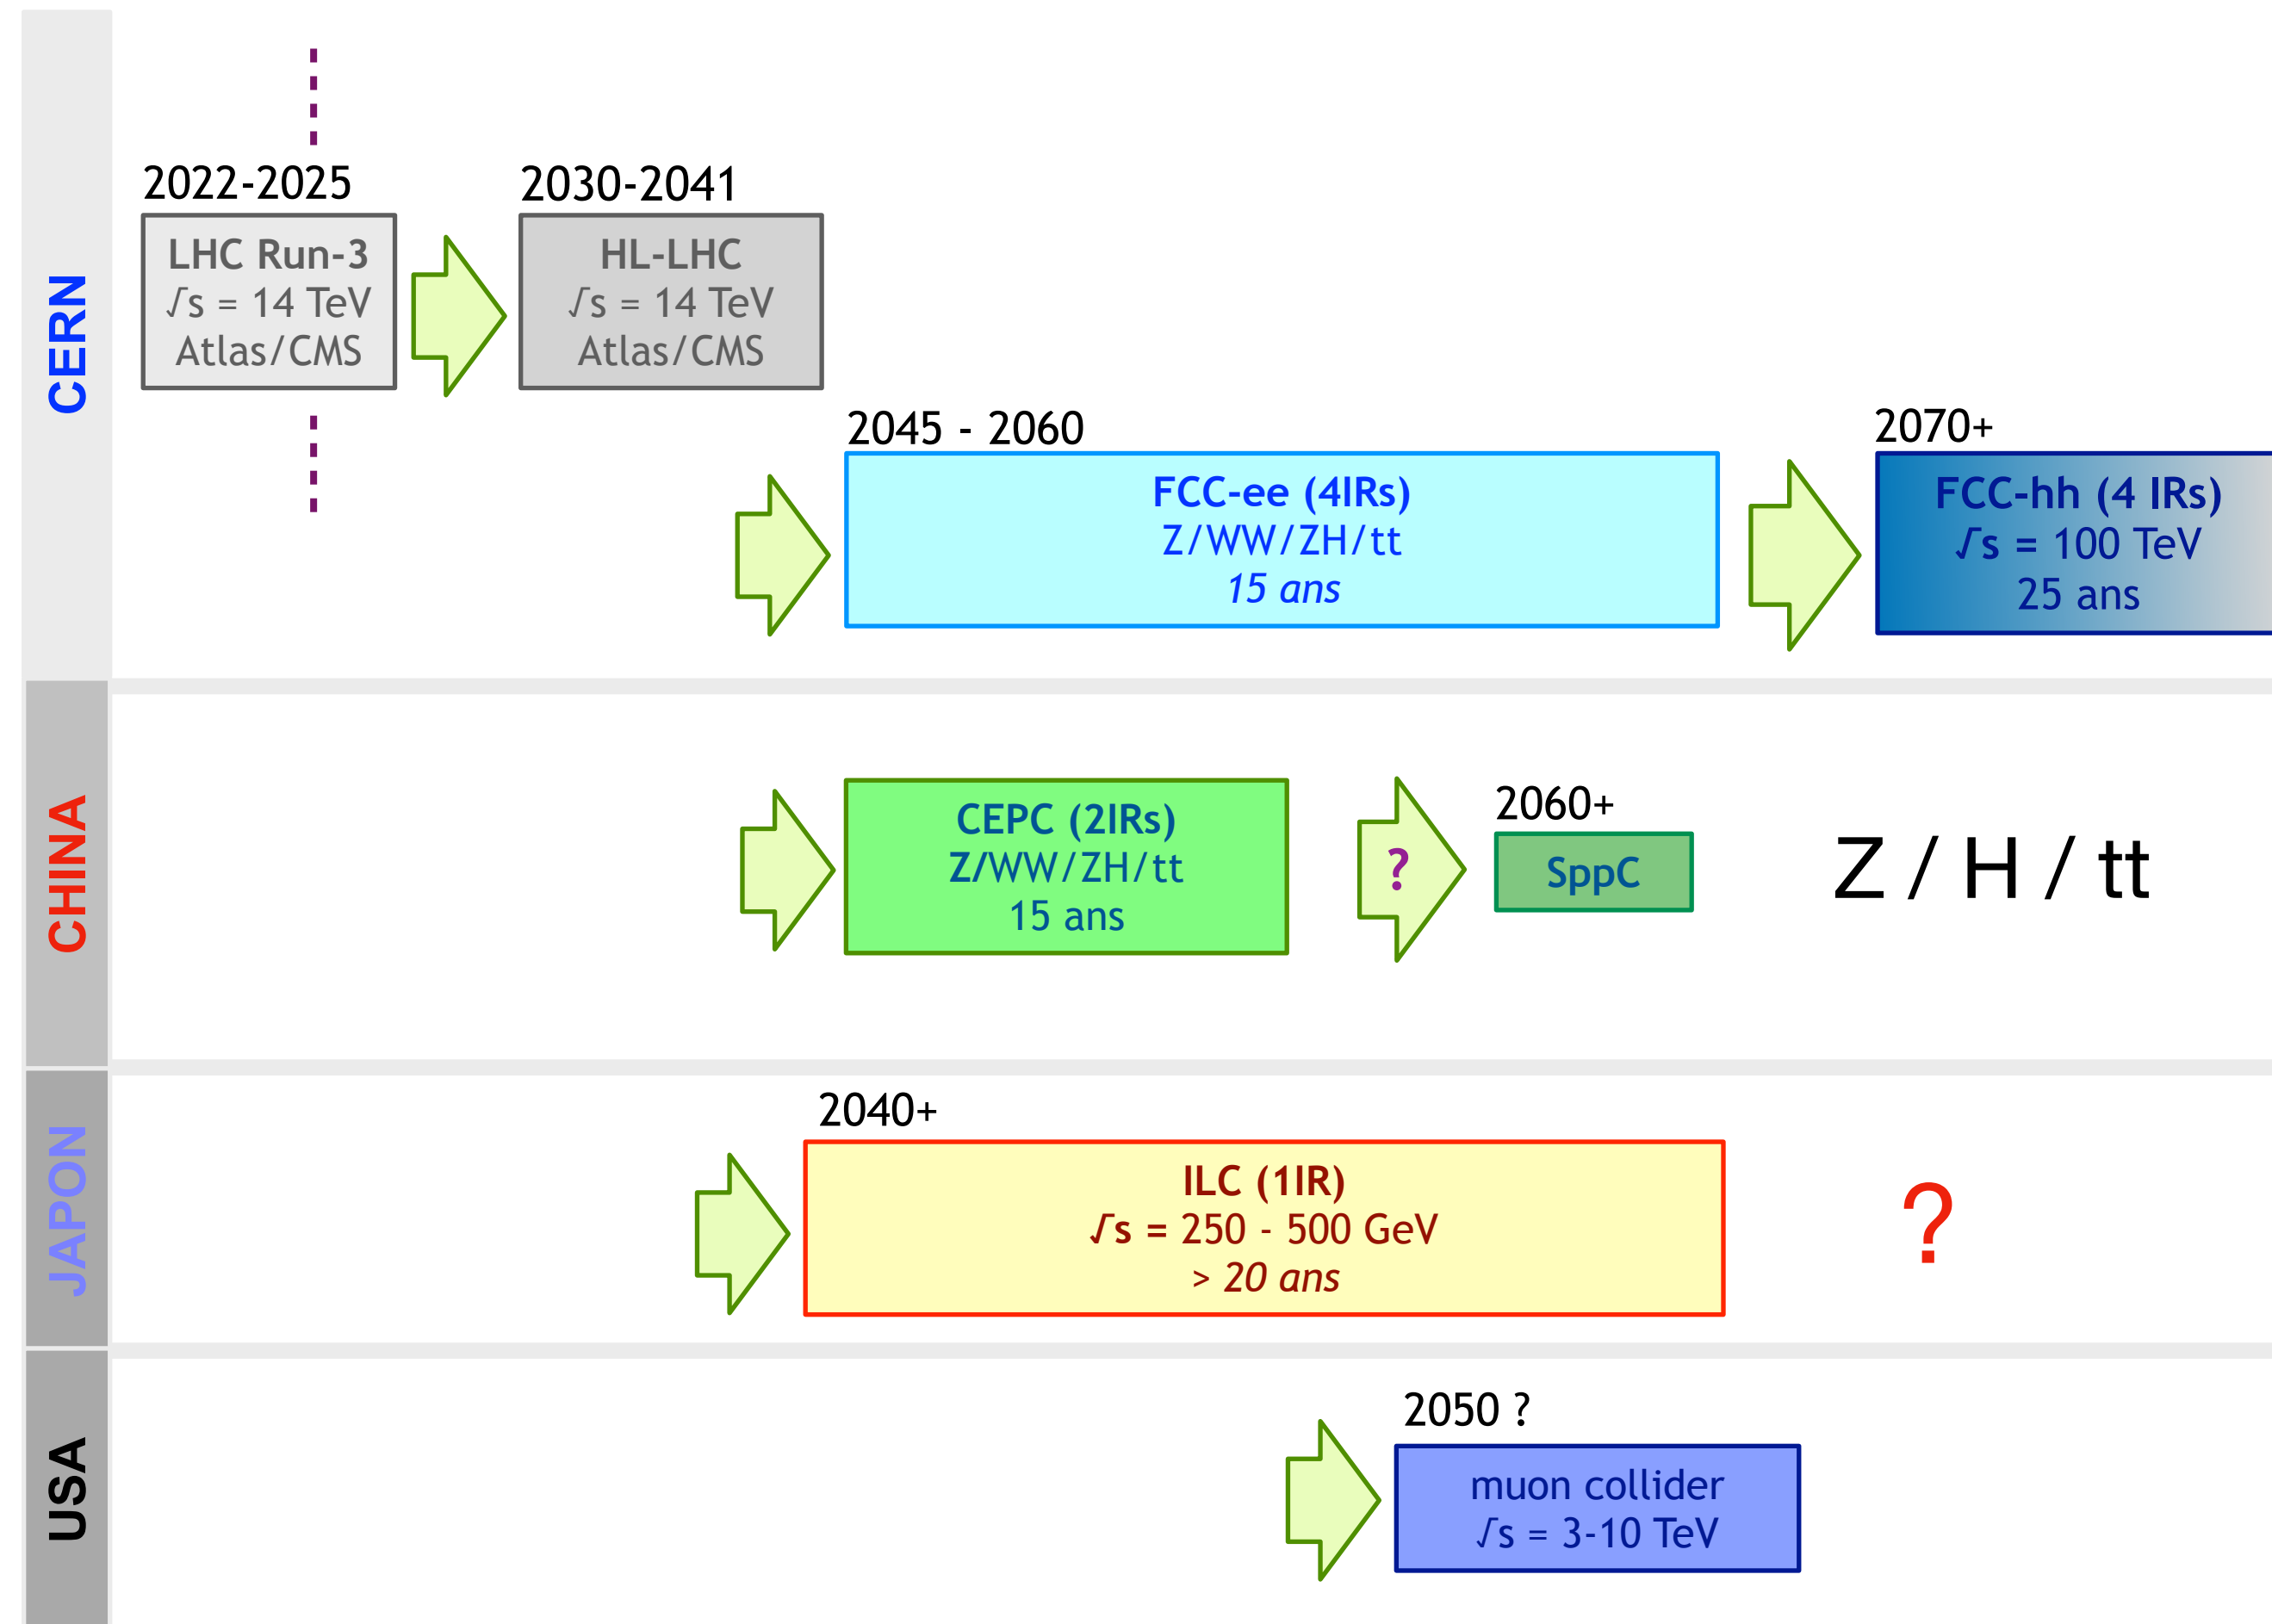 CERN
2022-2025
LHC Run-3
√s = 14 TeV
Atlas/CMS
2030-2041
HL-LHC
√s = 14 TeV
Atlas/CMS
2045 - 2060
FCC-ee (4IRs)
Z/WW/ZH/tt
15 ans
2070+
FCC-hh (4 IRs)
√s = 100 TeV
25 ans
CHINA
CEPC (2IRs)
Z/WW/ZH/tt
15 ans
?
2060+
SppC
Z / H / tt
JAPON
2040+
ILC (1IR)
√s = 250 - 500 GeV
> 20 ans
?
USA
2050 ?
muon collider
√s = 3-10 TeV